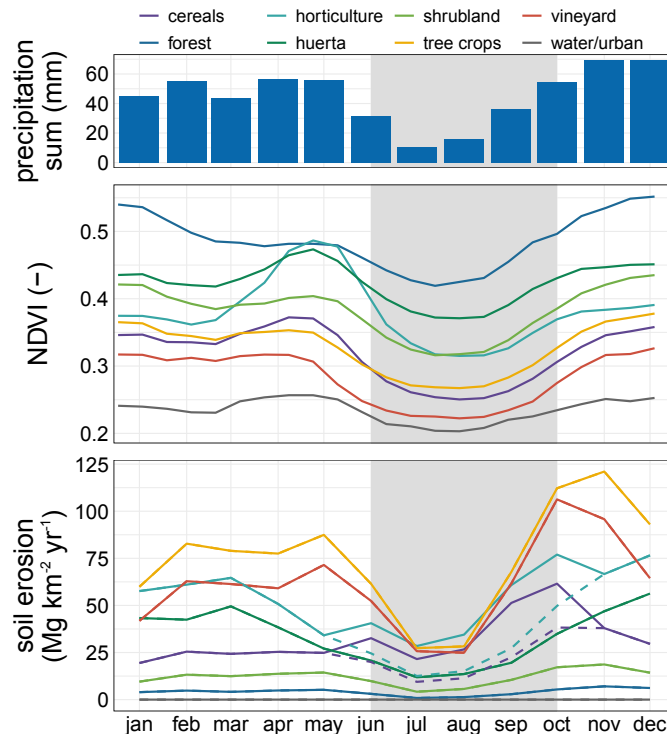 cereals horticulture shrubland vineyard
forest huerta tree crops water/urban
precipitation
sum (mm)
60
40
20
0
NDVI (−)
0.5
0.4
0.3
0.2
soil erosion
(Mg km-2 yr-1)
125
100
75
50
25
0
jan feb mar apr may jun jul aug sep oct nov dec